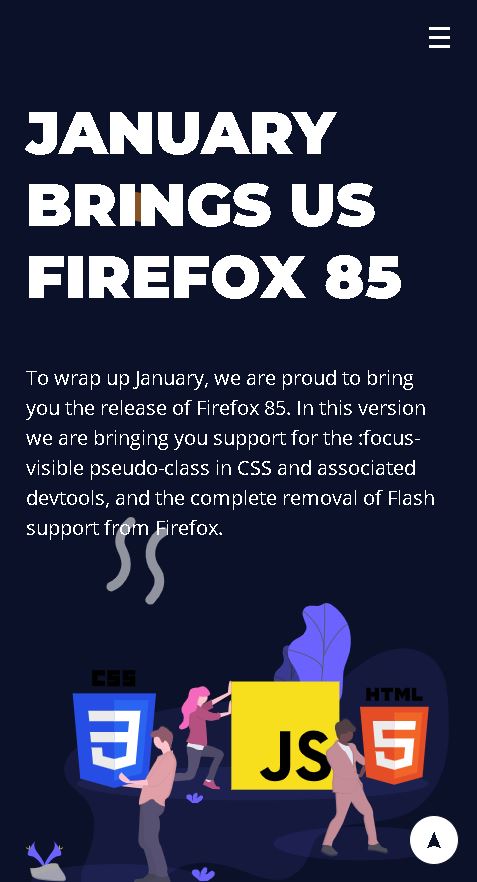 JANUARY
BRINGS US
FIREFOX 85
To wrap up January, we are proud to bring
you the release of Firefox 85. In this version
we are bringing you support for the :focus-
visible pseudo-class in CSS and associated
devtools, and the complete removal of Flash
support from Firefox.
CSS
HTML
3
JS
5